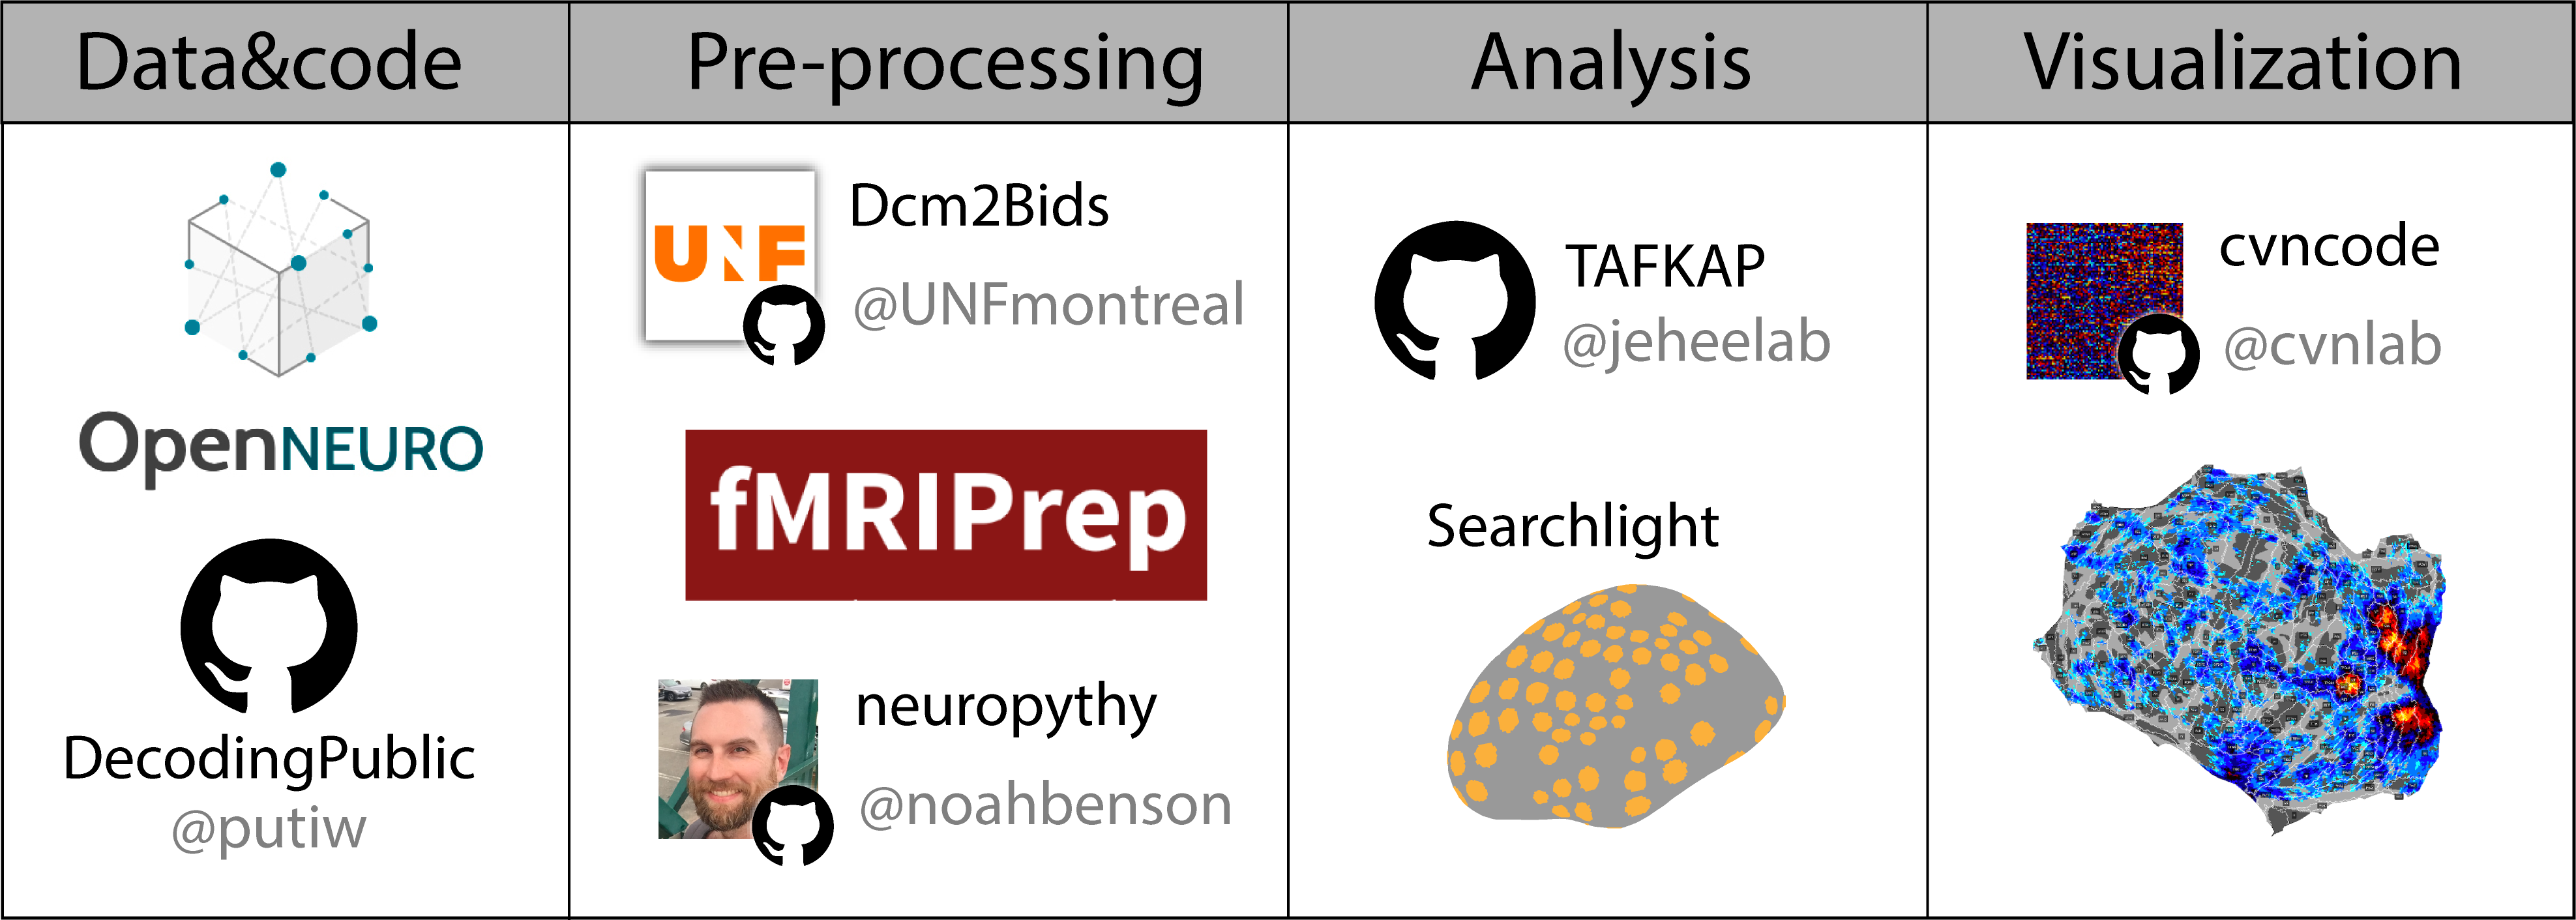 Data&code
Pre-processing
Analysis
Visualization
OpenNEURO
DecodingPublic
@putiw
UNF
Dcm2Bids
@UNFmontreal
fMRIPrep
neuropythy
@noahbenson
TAFKAP
@jeheelab
Searchlight
cvncode
@cvnlab